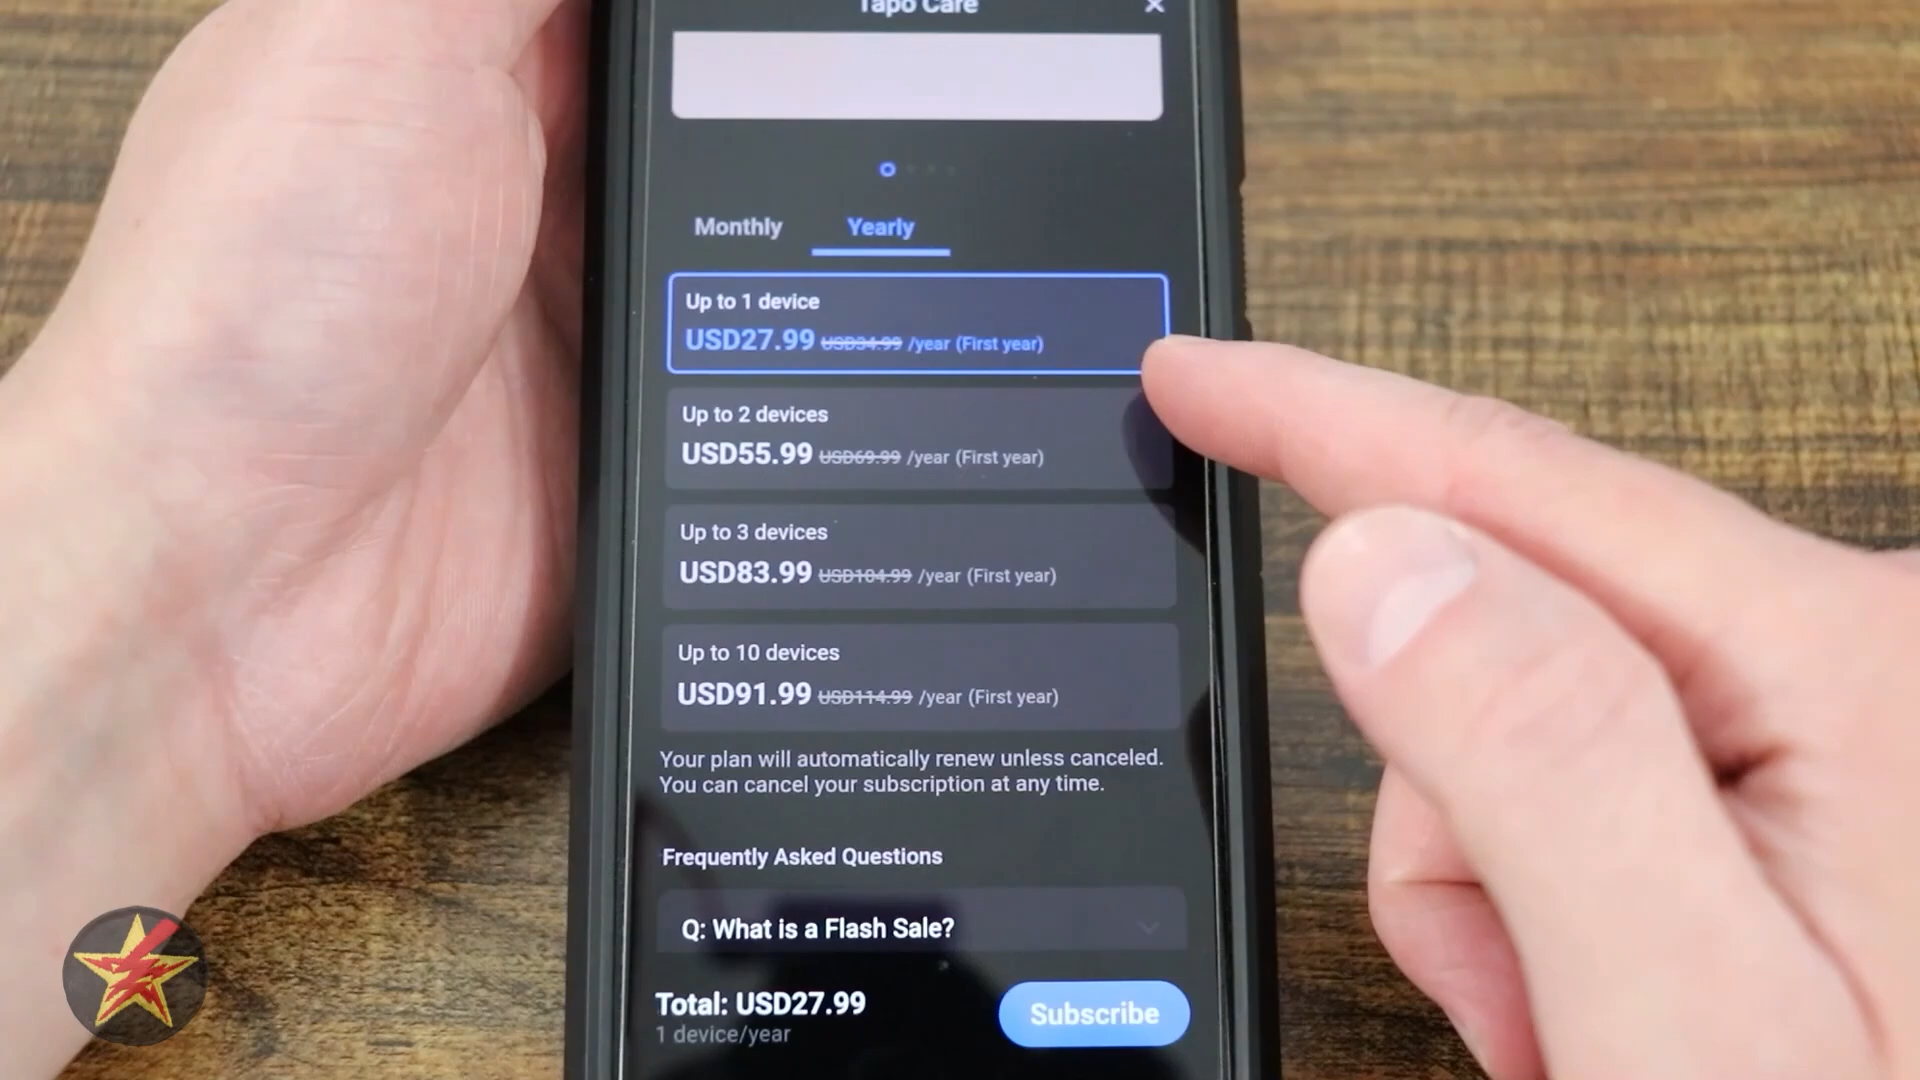 Tapo Care
Monthly Yearly
Up to 1 device
USD27.99 USD34.99 /year (First year)
Up to 2 devices
USD55.99 USD69.99 /year (First year)
Up to 3 devices
USD83.99 USD104.99 /year (First year)
Up to 10 devices
USD91.99 USD114.99 /year (First year)
Your plan will automatically renew unless canceled.
You can cancel your subscription at any time.
Frequently Asked Questions
Q: What is a Flash Sale?
Total: USD27.99
1 device/year
Subscribe